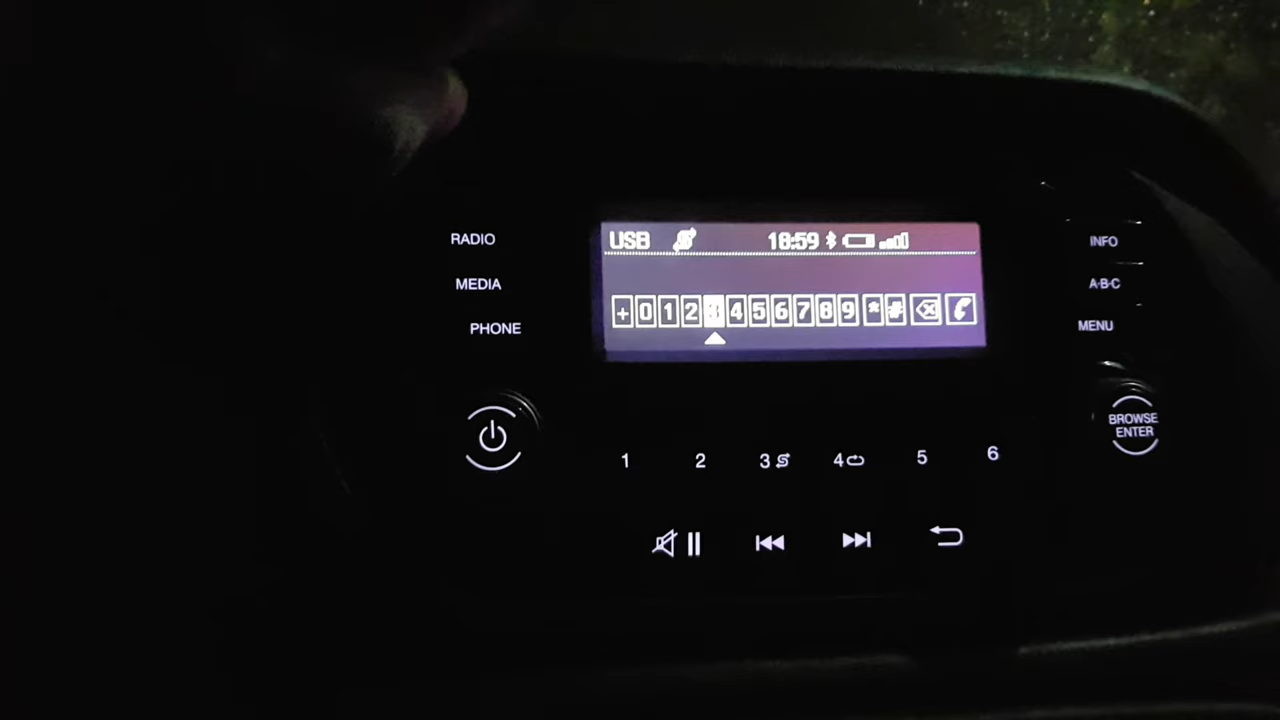 RADIO
MEDIA
PHONE
USB 18:59
+ 0 1 2 3 4 5 6 7 8 9 * #
INFO
A·B·C
MENU
BROWSE
ENTER
1 2 3 4 5 6